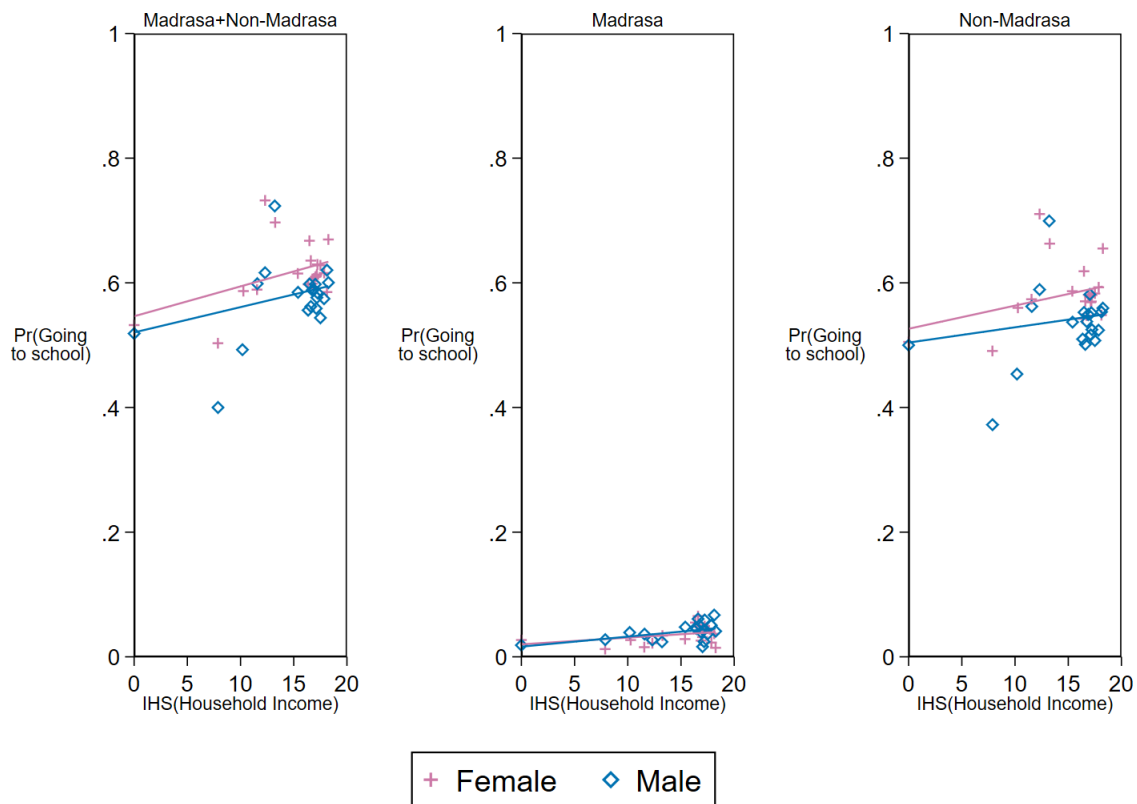 Madrasa+Non-Madrasa
1
.8
.6
Pr(Going
to school)
.4
.2
0
0 5 10 15 20
IHS(Household Income)
Madrasa
1
.8
.6
Pr(Going
to school)
.4
.2
0
0 5 10 15 20
IHS(Household Income)
Non-Madrasa
1
.8
.6
Pr(Going
to school)
.4
.2
0
0 5 10 15 20
IHS(Household Income)
Female Male